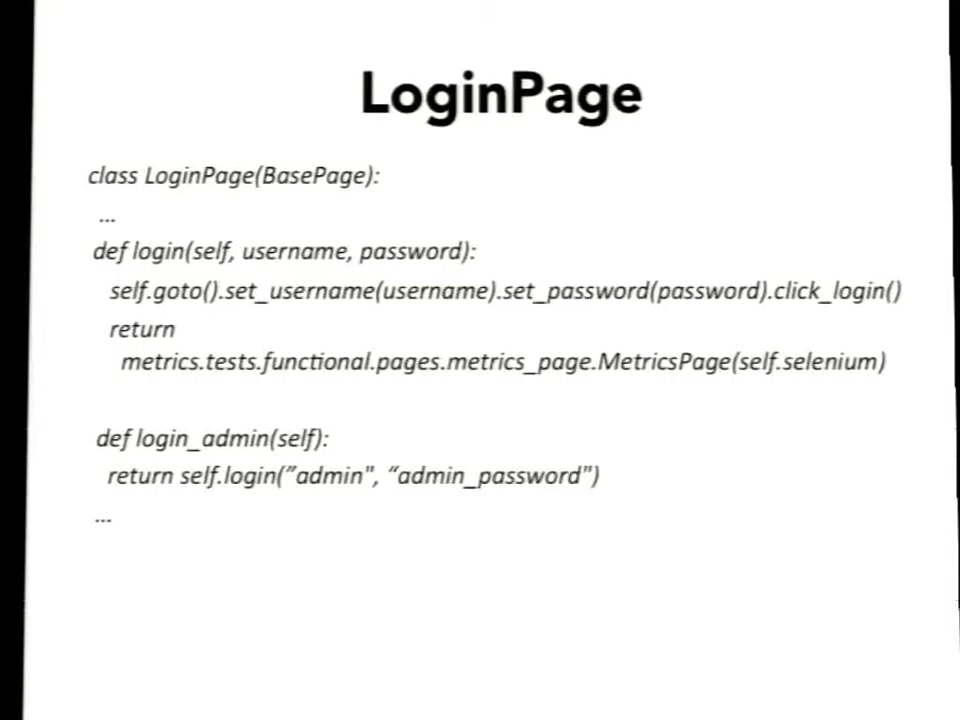 LoginPage
class LoginPage(BasePage):
...
def login(self, username, password):
self.goto().set_username(username).set_password(password).click_login()
return
metrics.tests.functional.pages.metrics_page.MetricsPage(self.selenium)
def login_admin(self):
return self.login(”admin", “admin_password")
...